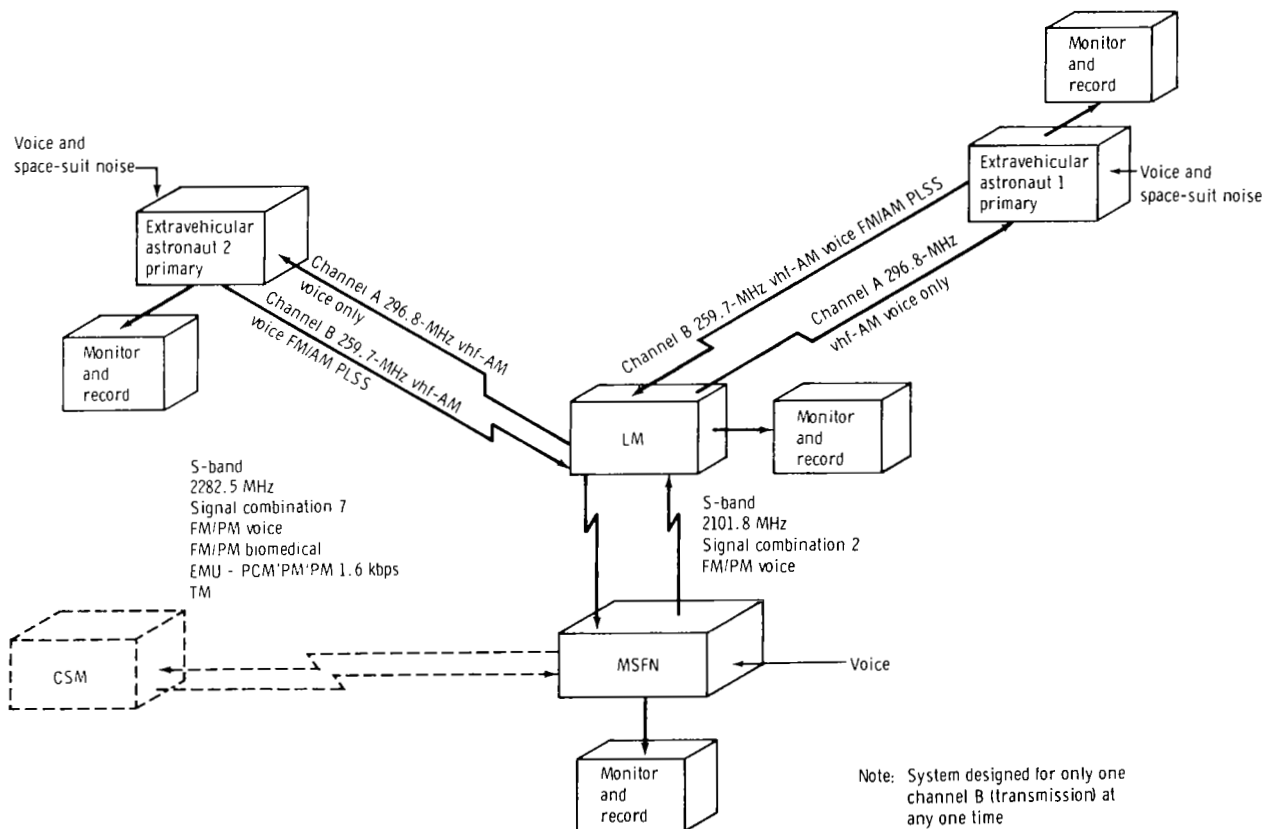 Monitor
and
record
Extravehicular
astronaut 1
primary
Voice and
space-suit noise
Voice and
space-suit noise
Extravehicular
astronaut 2
primary
Monitor
and
record
Channel A 296.8-MHz vhf-AM
voice only
Channel B 259.7-MHz vhf-AM
voice FM/AM PLSS
Channel B 259.7-MHz vhf-AM voice FM/AM PLSS
Channel A 296.8-MHz
vhf-AM voice only
LM
Monitor
and
record
S-band
2282.5 MHz
Signal combination 7
FM/PM voice
FM/PM biomedical
EMU - PCM'PM'PM 1.6 kbps
TM
S-band
2101.8 MHz
Signal combination 2
FM/PM voice
CSM
MSFN
Voice
Monitor
and
record
Note: System designed for only one
channel B (transmission) at
any one time